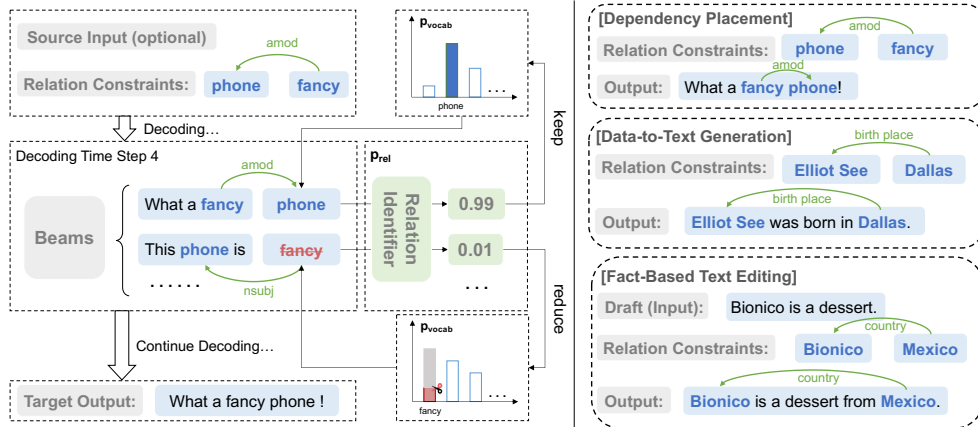 Source Input (optional)
amod
Relation Constraints: phone fancy
Decoding…
Decoding Time Step 4
Beams
amod
What a fancy phone
This phone is fancy
……
nsubj
p_rel
Relation Identifier
0.99
0.01
...
p_vocab
phone
...
keep
reduce
p_vocab
fancy
...
Continue Decoding…
Target Output: What a fancy phone !
[Dependency Placement]
amod
Relation Constraints: phone fancy
amod
Output: What a fancy phone!
[Data-to-Text Generation]
birth place
Relation Constraints: Elliot See Dallas
birth place
Output: Elliot See was born in Dallas.
[Fact-Based Text Editing]
Draft (Input): Bionico is a dessert.
country
Relation Constraints: Bionico Mexico
country
Output: Bionico is a dessert from Mexico.